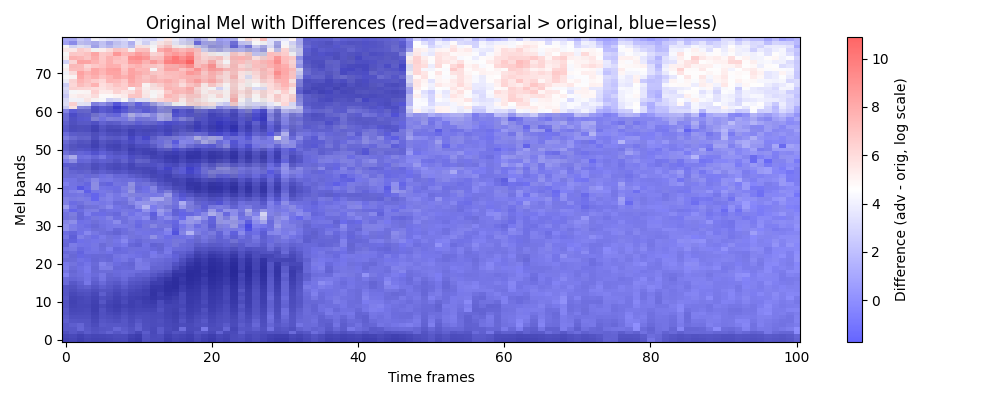 Original Mel with Differences (red=adversarial > original, blue=less)
Mel bands
70
60
50
40
30
20
10
0
0 20 40 60 80 100
Time frames
10
8
6
4
2
0
Difference (adv - orig, log scale)